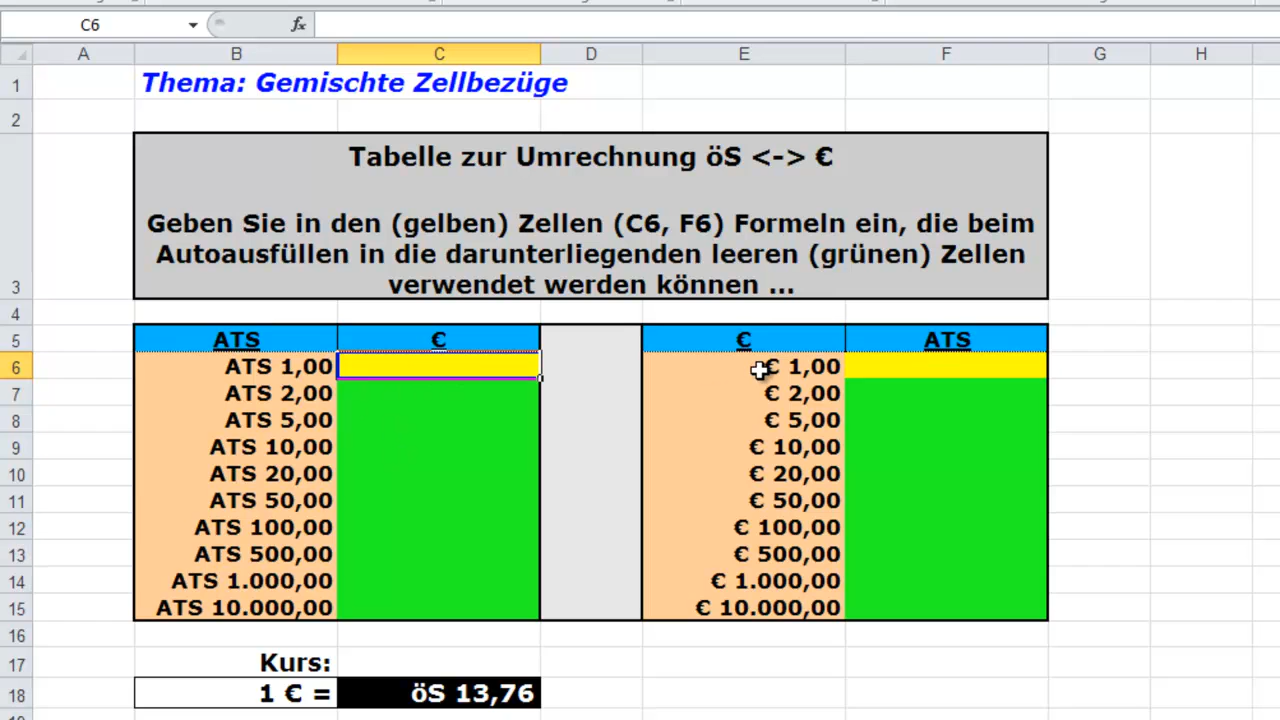 C6
fx
A B C D E F G H
1 Thema: Gemischte Zellbezüge
2
Tabelle zur Umrechnung öS <-> €
Geben Sie in den (gelben) Zellen (C6, F6) Formeln ein, die beim
Autoausfüllen in die darunterliegenden leeren (grünen) Zellen
3 verwendet werden können ...
4
5 ATS € € ATS
6 ATS 1,00 € 1,00
7 ATS 2,00 € 2,00
8 ATS 5,00 € 5,00
9 ATS 10,00 € 10,00
10 ATS 20,00 € 20,00
11 ATS 50,00 € 50,00
12 ATS 100,00 € 100,00
13 ATS 500,00 € 500,00
14 ATS 1.000,00 € 1.000,00
15 ATS 10.000,00 € 10.000,00
16
17 Kurs:
18 1 € = öS 13,76